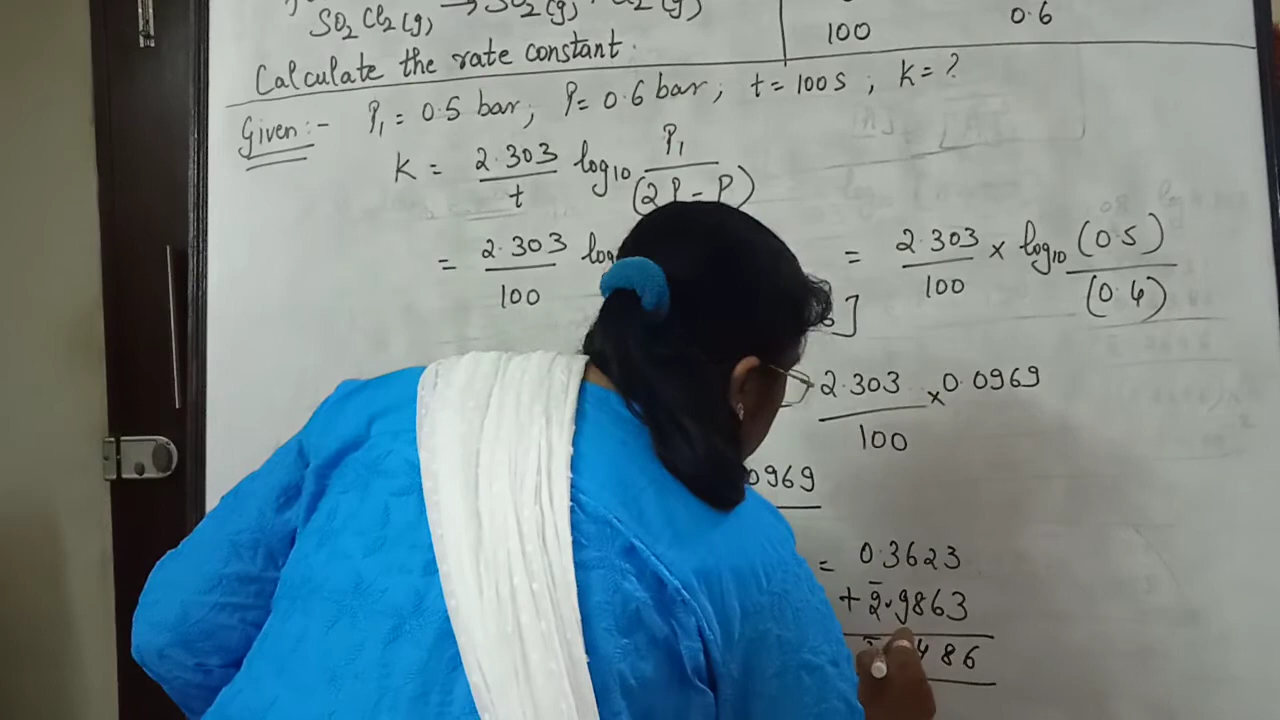 SO₂Cl₂(g) → SO₂(g)
100 0.6
Calculate the rate constant.
Given:- P₁ = 0.5 bar; P = 0.6 bar; t = 100 s; K = ?
K = 2.303/t log₁₀ P₁/(2P₁ - P)
= 2.303/100 = 2.303/100 × log₁₀ (0.5)/(0.4)
2.303/100 × 0.0969
0969
= 0.3623
+ 2̄.9863
486